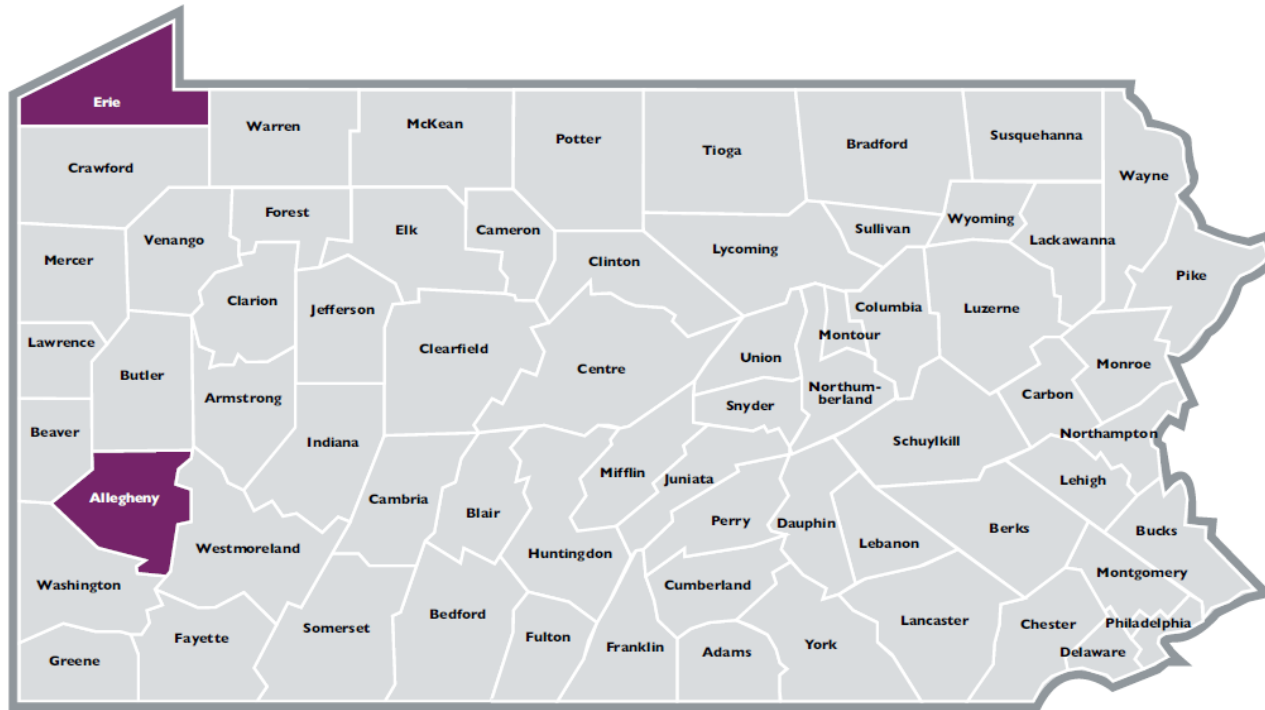 Erie
Warren
McKean
Potter
Tioga
Bradford
Susquehanna
Wayne
Crawford
Forest
Elk
Cameron
Venango
Mercer
Clinton
Lycoming
Sullivan
Wyoming
Lackawanna
Pike
Clarion
Jefferson
Columbia
Luzerne
Lawrence
Clearfield
Montour
Union
Centre
Monroe
Butler
Armstrong
Northum-
berland
Snyder
Carbon
Beaver
Indiana
Schuylkill
Northampton
Allegheny
Cambria
Blair
Mifflin
Juniata
Lehigh
Perry
Dauphin
Berks
Bucks
Westmoreland
Huntingdon
Lebanon
Montgomery
Washington
Cumberland
Bedford
Somerset
Fayette
Fulton
Franklin
Adams
York
Lancaster
Chester
Philadelphia
Delaware
Greene